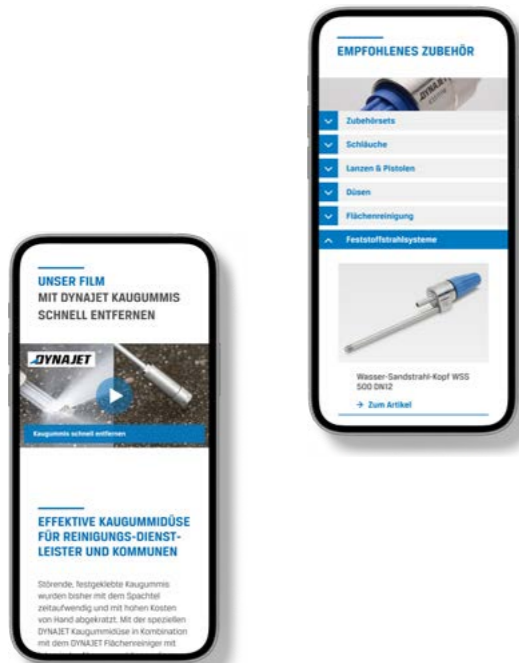 EMPFOHLENES ZUBEHÖR
DYNAJET
Zubehörsets
Schläuche
Lanzen & Pistolen
Düsen
Flächenreinigung
Feststoffstrahlsysteme
Wasser-Sandstrahl-Kopf WSS
500 DN12
→ Zum Artikel
UNSER FILM
MIT DYNAJET KAUGUMMIS
SCHNELL ENTFERNEN
DYNAJET
Kaugummis schnell entfernen
EFFEKTIVE KAUGUMMIDÜSE
FÜR REINIGUNGS-DIENST-
LEISTER UND KOMMUNEN
Störende, festgeklebte Kaugummis
wurden bisher mit dem Spachtel
zeitaufwendig und mit hohen Kosten
von Hand abgekratzt. Mit der speziellen
DYNAJET Kaugummidüse in Kombination
mit dem DYNAJET Flächenreiniger mit